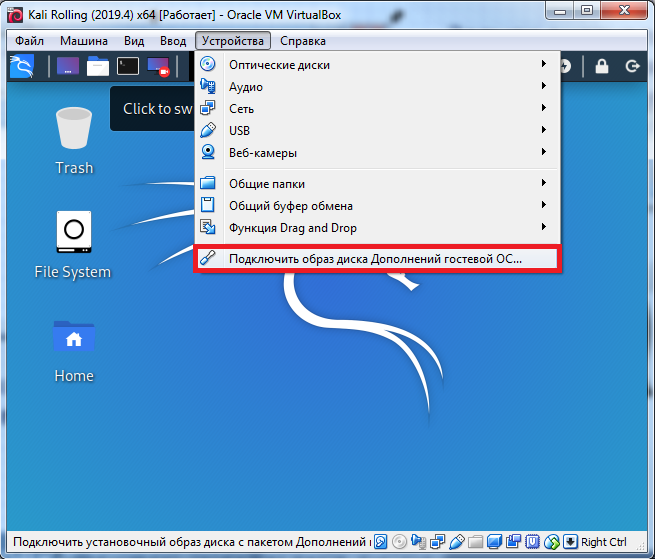 Kali Rolling (2019.4) x64 [Работает] - Oracle VM VirtualBox
Файл Машина Вид Ввод Устройства Справка
Оптические диски
Аудио
Сеть
USB
Веб-камеры
Общие папки
Общий буфер обмена
Функция Drag and Drop
Подключить образ диска Дополнений гостевой ОС...
Click to sw
Trash
File System
Home
Подключить установочный образ диска с пакетом Дополнений
Right Ctrl